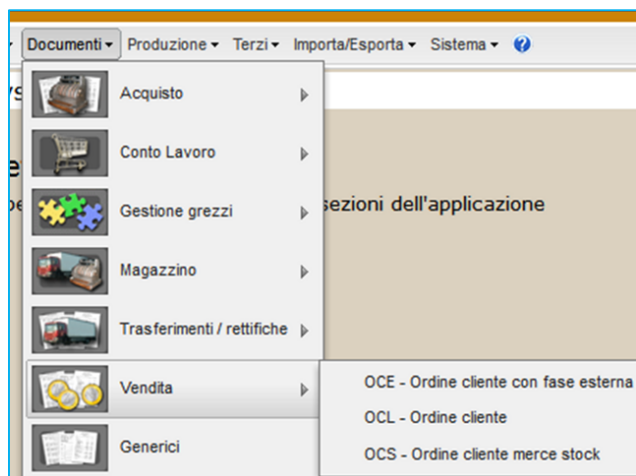 Documenti Produzione Terzi Importa/Esporta Sistema
Acquisto
Conto Lavoro
Gestione grezzi
sezioni dell'applicazione
Magazzino
Trasferimenti / rettifiche
Vendita
OCE - Ordine cliente con fase esterna
OCL - Ordine cliente
Generici
OCS - Ordine cliente merce stock